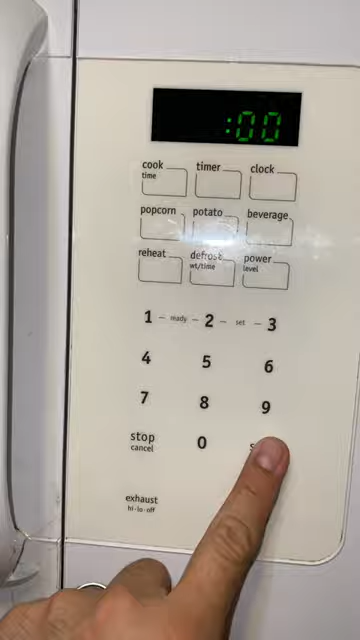 :00
cook timer clock
time
popcorn potato beverage
reheat defrost power
wt/time level
1 - ready - 2 - set - 3
4 5 6
7 8 9
stop 0
cancel
exhaust
hi-lo-off